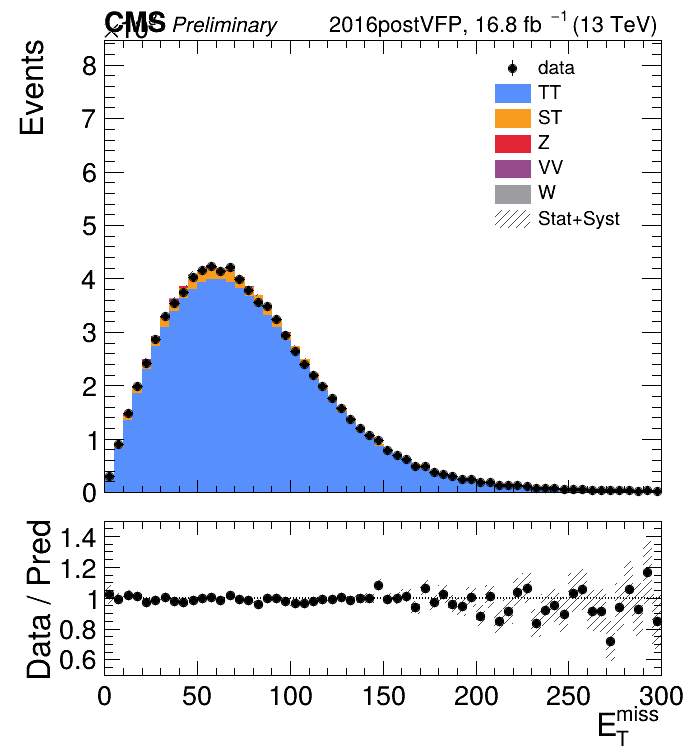 CMS Preliminary 2016postVFP, 16.8 fb⁻¹ (13 TeV)
Events
8
7
6
5
4
3
2
1
0
data
TT
ST
Z
VV
W
Stat+Syst
Data / Pred
1.4
1.2
1
0.8
0.6
0 50 100 150 200 250 300
E_T^miss